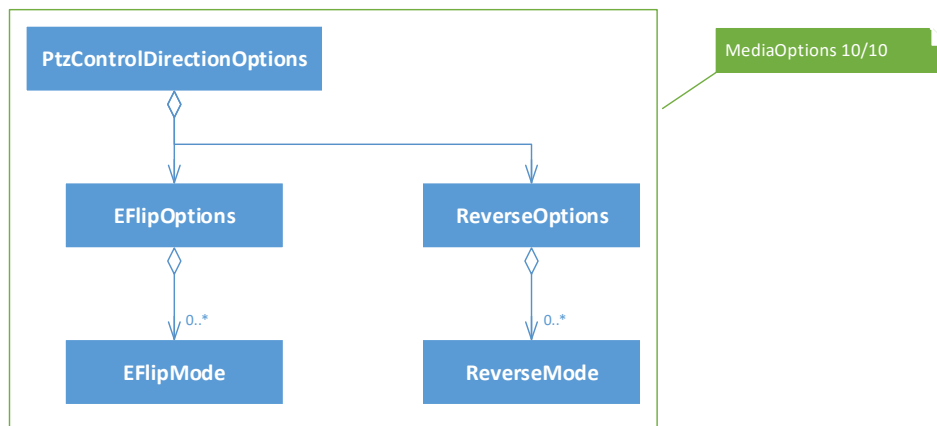 PtzControlDirectionOptions
MediaOptions 10/10
EFlipOptions
ReverseOptions
0..*
0..*
EFlipMode
ReverseMode